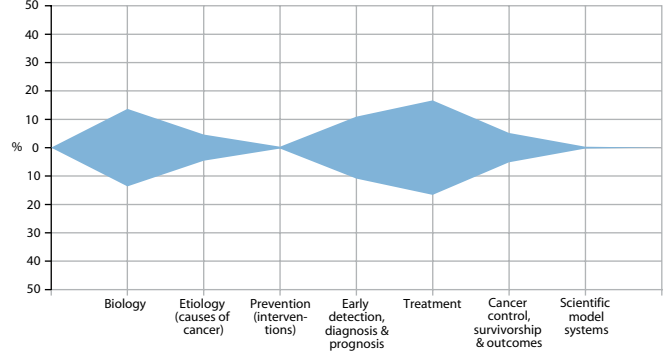 50
40
30
20
10
% 0
10
20
30
40
50
Biology
Etiology
(causes of
cancer)
Prevention
(interven-
tions)
Early
detection,
diagnosis &
prognosis
Treatment
Cancer
control,
survivorship
& outcomes
Scientific
model
systems